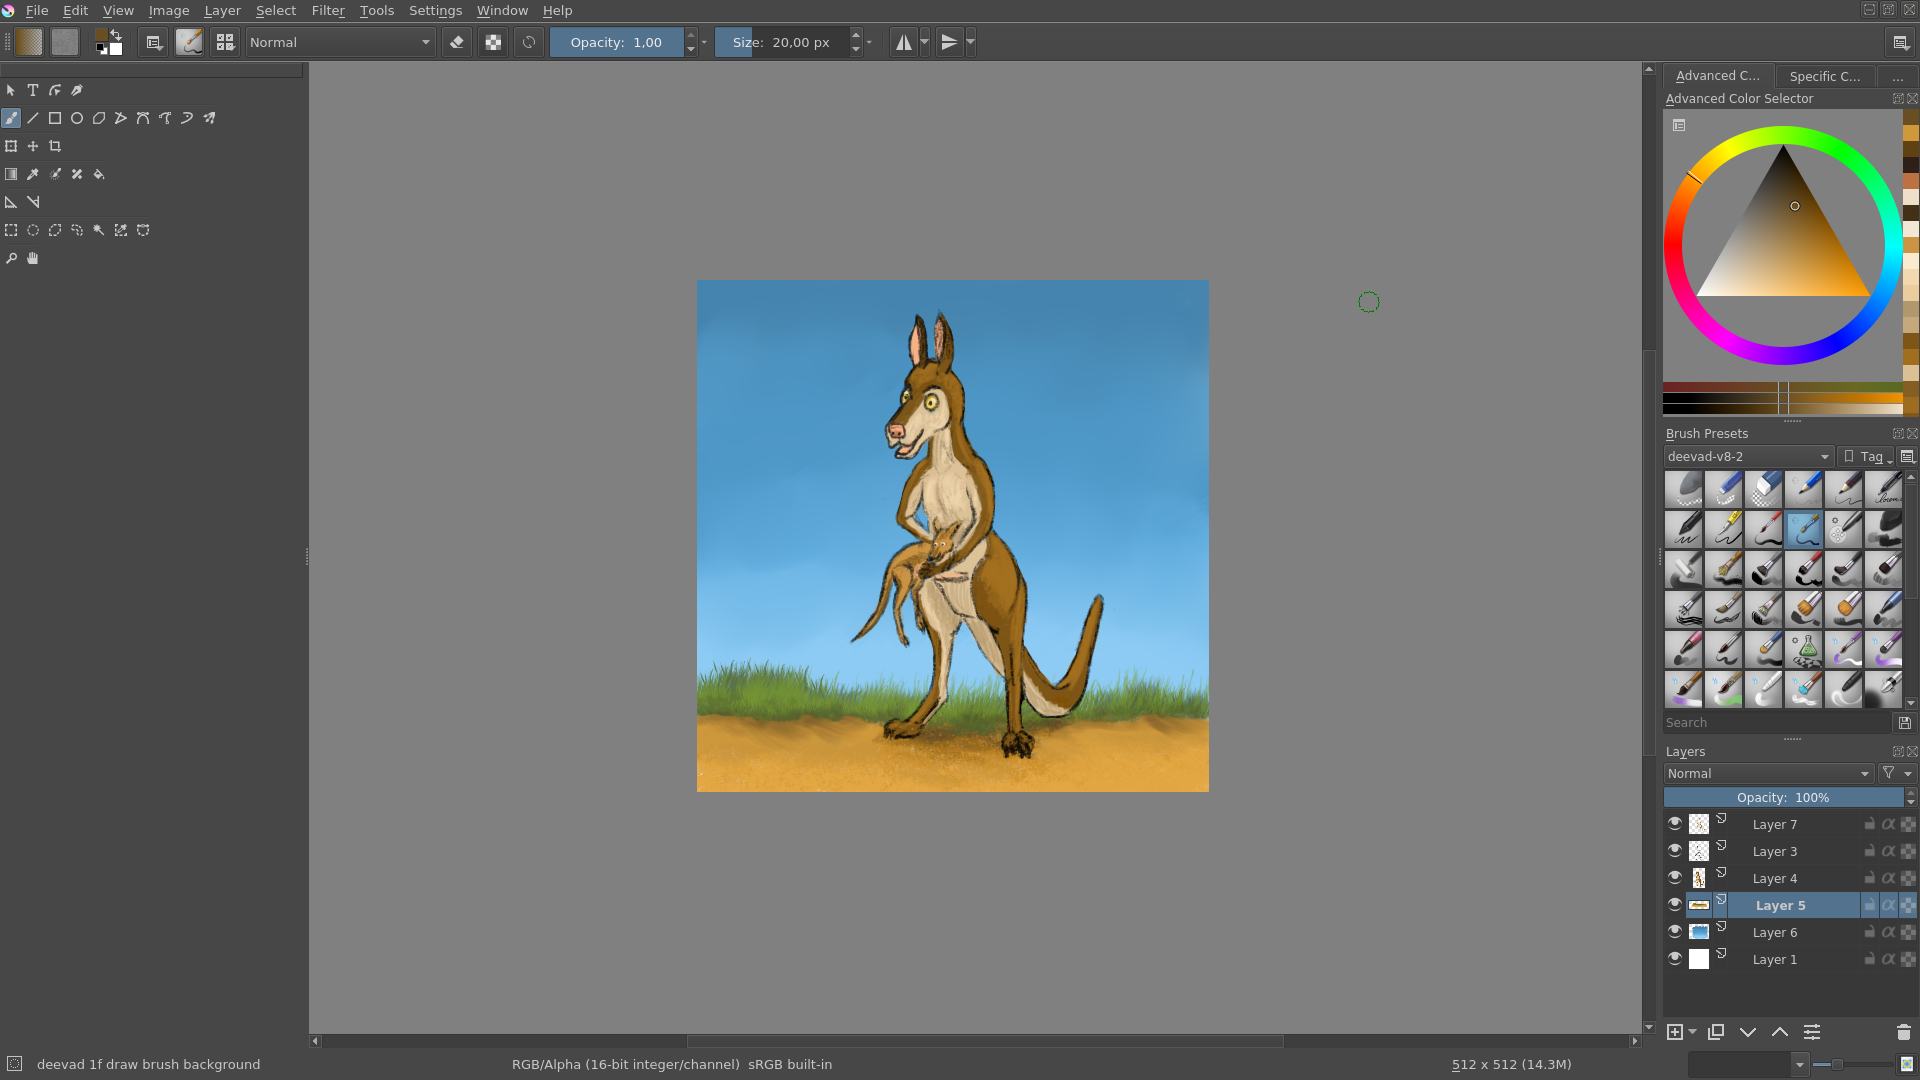 File Edit View Image Layer Select Filter Tools Settings Window Help
Normal Opacity: 1,00 Size: 20,00 px
Advanced C... Specific C... ...
Advanced Color Selector
Brush Presets
deevad-v8-2 Tag
Search
Layers
Normal
Opacity: 100%
Layer 7
Layer 3
Layer 4
Layer 5
Layer 6
Layer 1
deevad 1f draw brush background RGB/Alpha (16-bit integer/channel) sRGB built-in 512 x 512 (14.3M)